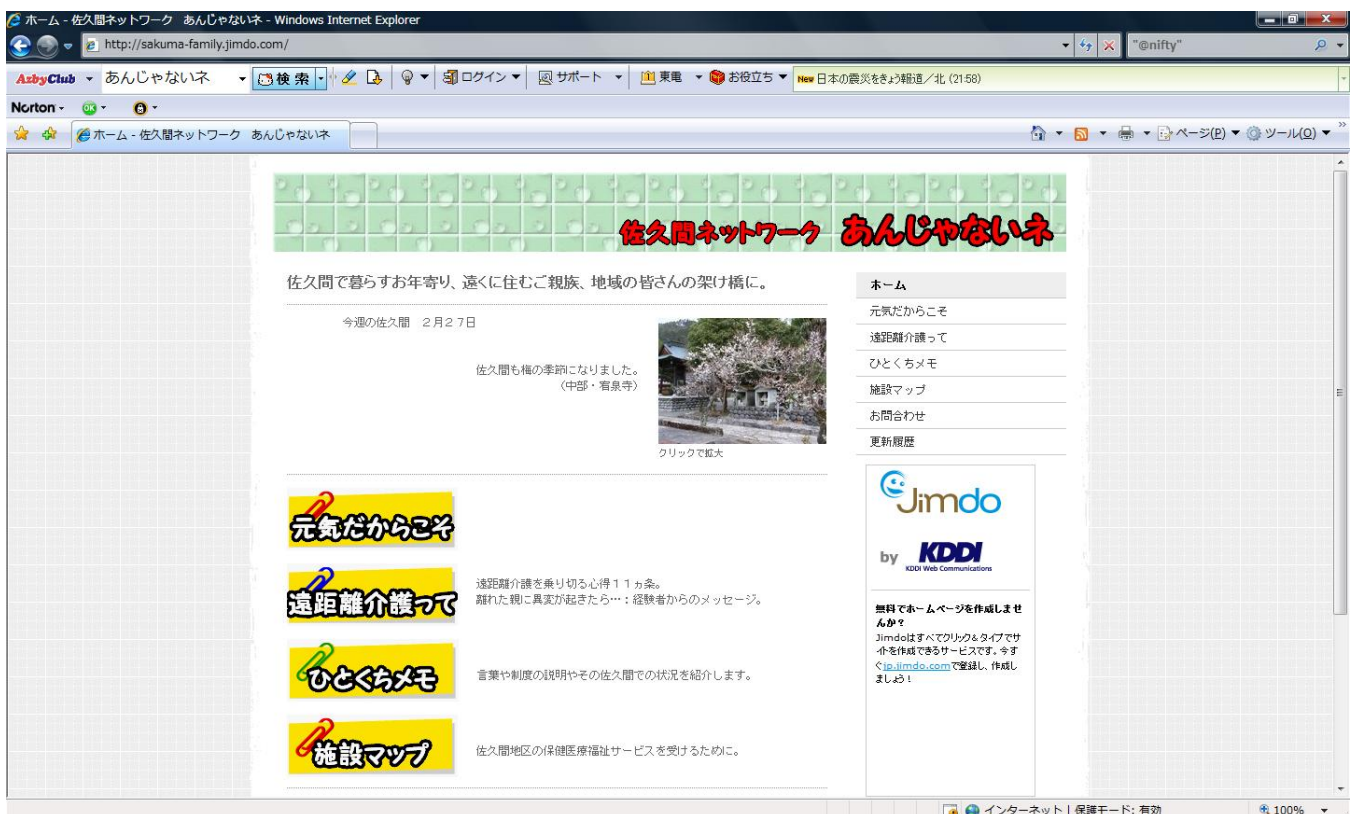 ホーム - 佐久間ネットワーク　あんじゃないネ - Windows Internet Explorer
http://sakuma-family.jimdo.com/
"@nifty"
AzbyClub
あんじゃないネ
検索
ログイン
サポート
東電
お役立ち
New 日本の震災をきょう報道／北 (21:58)
Norton
OK
ホーム - 佐久間ネットワーク　あんじゃないネ
ページ(P)
ツール(O)
佐久間ネットワーク あんじゃないネ
佐久間で暮らすお年寄り、遠くに住むご親族、地域の皆さんの架け橋に。
今週の佐久間　２月２７日
佐久間も梅の季節になりました。
（中部・宥泉寺）
クリックで拡大
元気だからこそ
遠距離介護って
遠距離介護を乗り切る心得１１ヵ条。
離れた親に異変が起きたら…：経験者からのメッセージ。
ひとくちメモ
言葉や制度の説明やその佐久間での状況を紹介します。
施設マップ
佐久間地区の保健医療福祉サービスを受けるために。
ホーム
元気だからこそ
遠距離介護って
ひとくちメモ
施設マップ
お問合わせ
更新履歴
Jimdo
by KDDI
KDDI Web Communications
無料でホームページを作成しませ
んか？
Jimdoはすべてクリック&タイプでサ
イトを作成できるサービスです。今す
ぐjp.jimdo.comで登録し、作成し
ましょう！
インターネット | 保護モード: 有効
100%